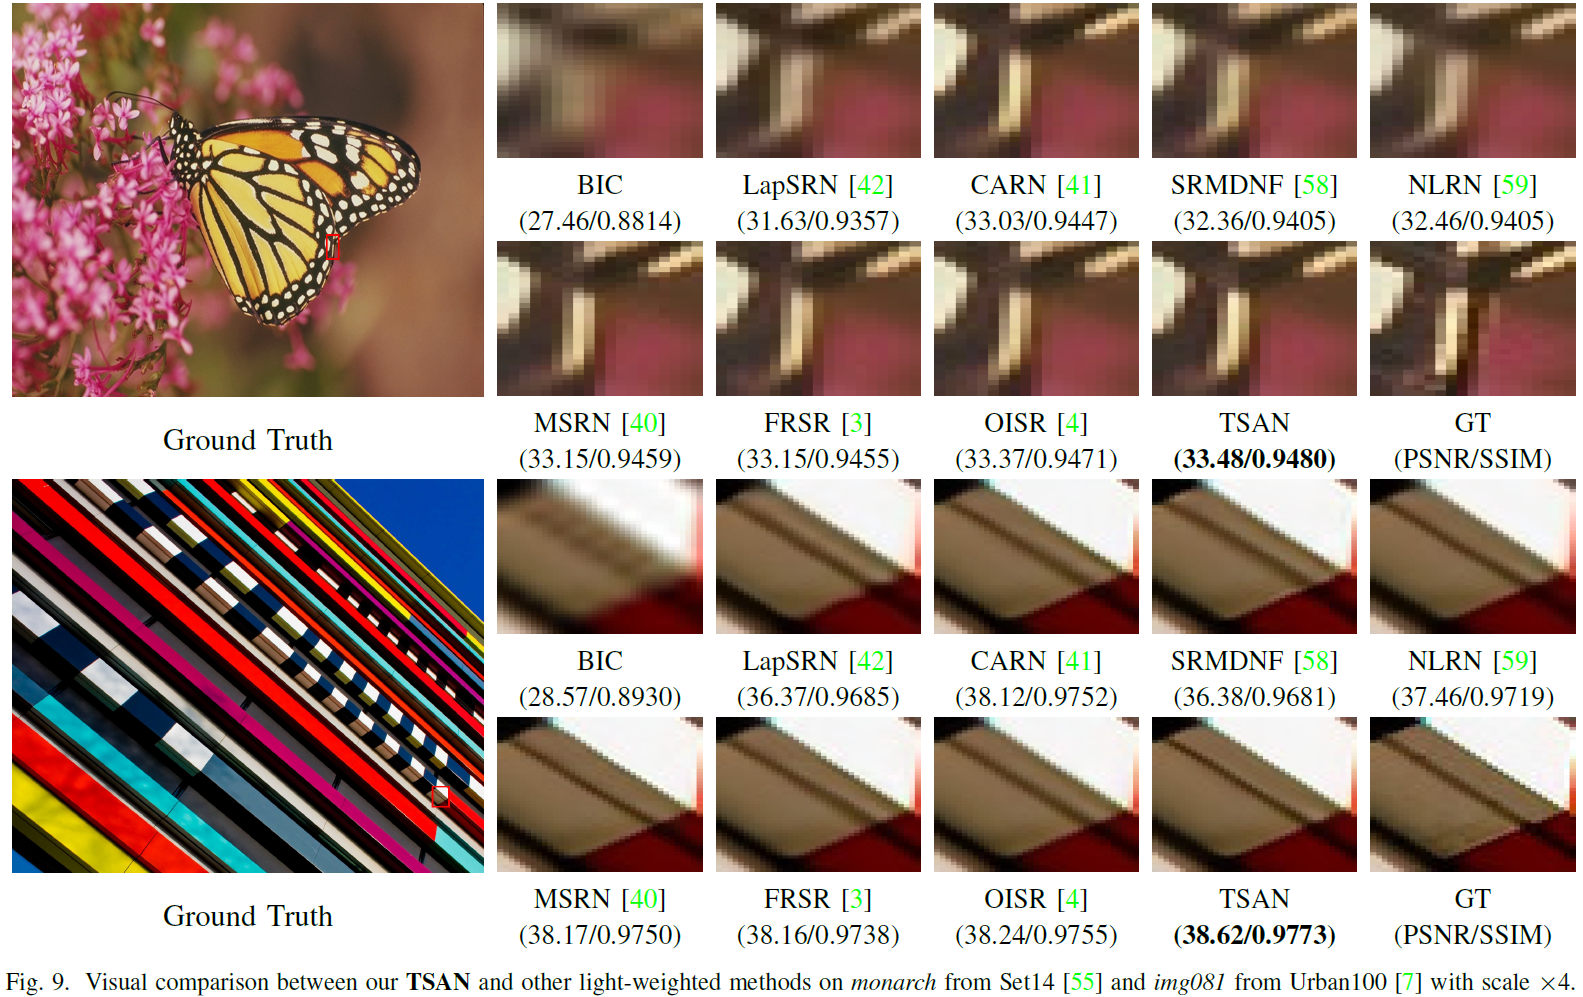 BIC LapSRN [42] CARN [41] SRMDNF [58] NLRN [59]
(27.46/0.8814) (31.63/0.9357) (33.03/0.9447) (32.36/0.9405) (32.46/0.9405)
MSRN [40] FRSR [3] OISR [4] TSAN GT
Ground Truth
(33.15/0.9459) (33.15/0.9455) (33.37/0.9471) (33.48/0.9480) (PSNR/SSIM)
BIC LapSRN [42] CARN [41] SRMDNF [58] NLRN [59]
(28.57/0.8930) (36.37/0.9685) (38.12/0.9752) (36.38/0.9681) (37.46/0.9719)
MSRN [40] FRSR [3] OISR [4] TSAN GT
Ground Truth
(38.17/0.9750) (38.16/0.9738) (38.24/0.9755) (38.62/0.9773) (PSNR/SSIM)
Fig. 9. Visual comparison between our TSAN and other light-weighted methods on monarch from Set14 [55] and img081 from Urban100 [7] with scale ×4.